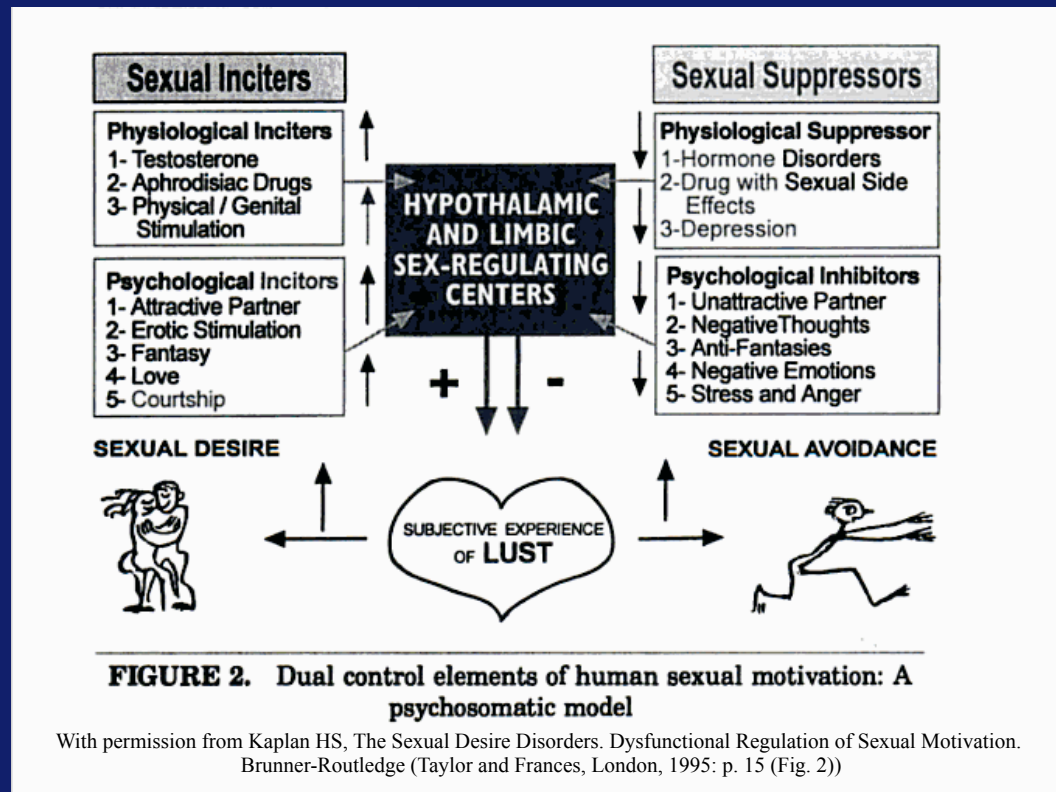 Sexual Inciters
Physiological Inciters
1- Testosterone
2- Aphrodisiac Drugs
3- Physical / Genital
Stimulation
Psychological Incitors
1- Attractive Partner
2- Erotic Stimulation
3- Fantasy
4- Love
5- Courtship
HYPOTHALAMIC
AND LIMBIC
SEX-REGULATING
CENTERS
+ -
Sexual Suppressors
Physiological Suppressor
1-Hormone Disorders
2-Drug with Sexual Side
Effects
3-Depression
Psychological Inhibitors
1- Unattractive Partner
2- NegativeThoughts
3- Anti-Fantasies
4- Negative Emotions
5- Stress and Anger
SEXUAL DESIRE
SEXUAL AVOIDANCE
SUBJECTIVE EXPERIENCE
OF LUST
FIGURE 2. Dual control elements of human sexual motivation: A
psychosomatic model
With permission from Kaplan HS, The Sexual Desire Disorders. Dysfunctional Regulation of Sexual Motivation.
Brunner-Routledge (Taylor and Frances, London, 1995: p. 15 (Fig. 2))